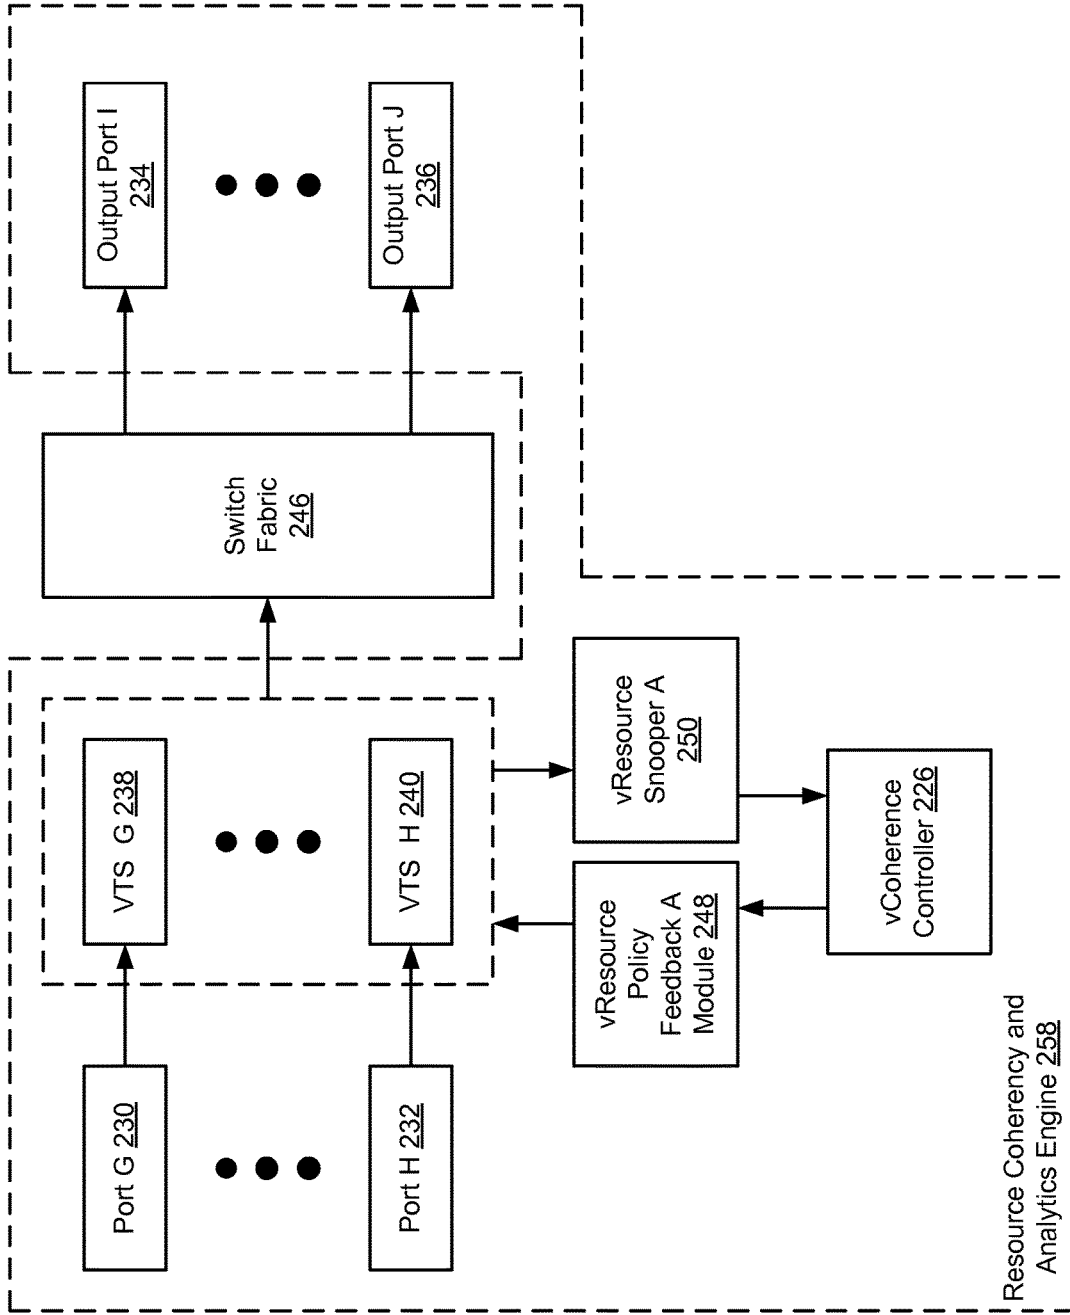 Port G 230
VTS G 238
Output Port I
234
Switch
Fabric
246
Port H 232
VTS H 240
Output Port J
236
vResource
Policy
Feedback A
Module 248
vResource
Snooper A
250
vCoherence
Controller 226
Resource Coherency and
Analytics Engine 258